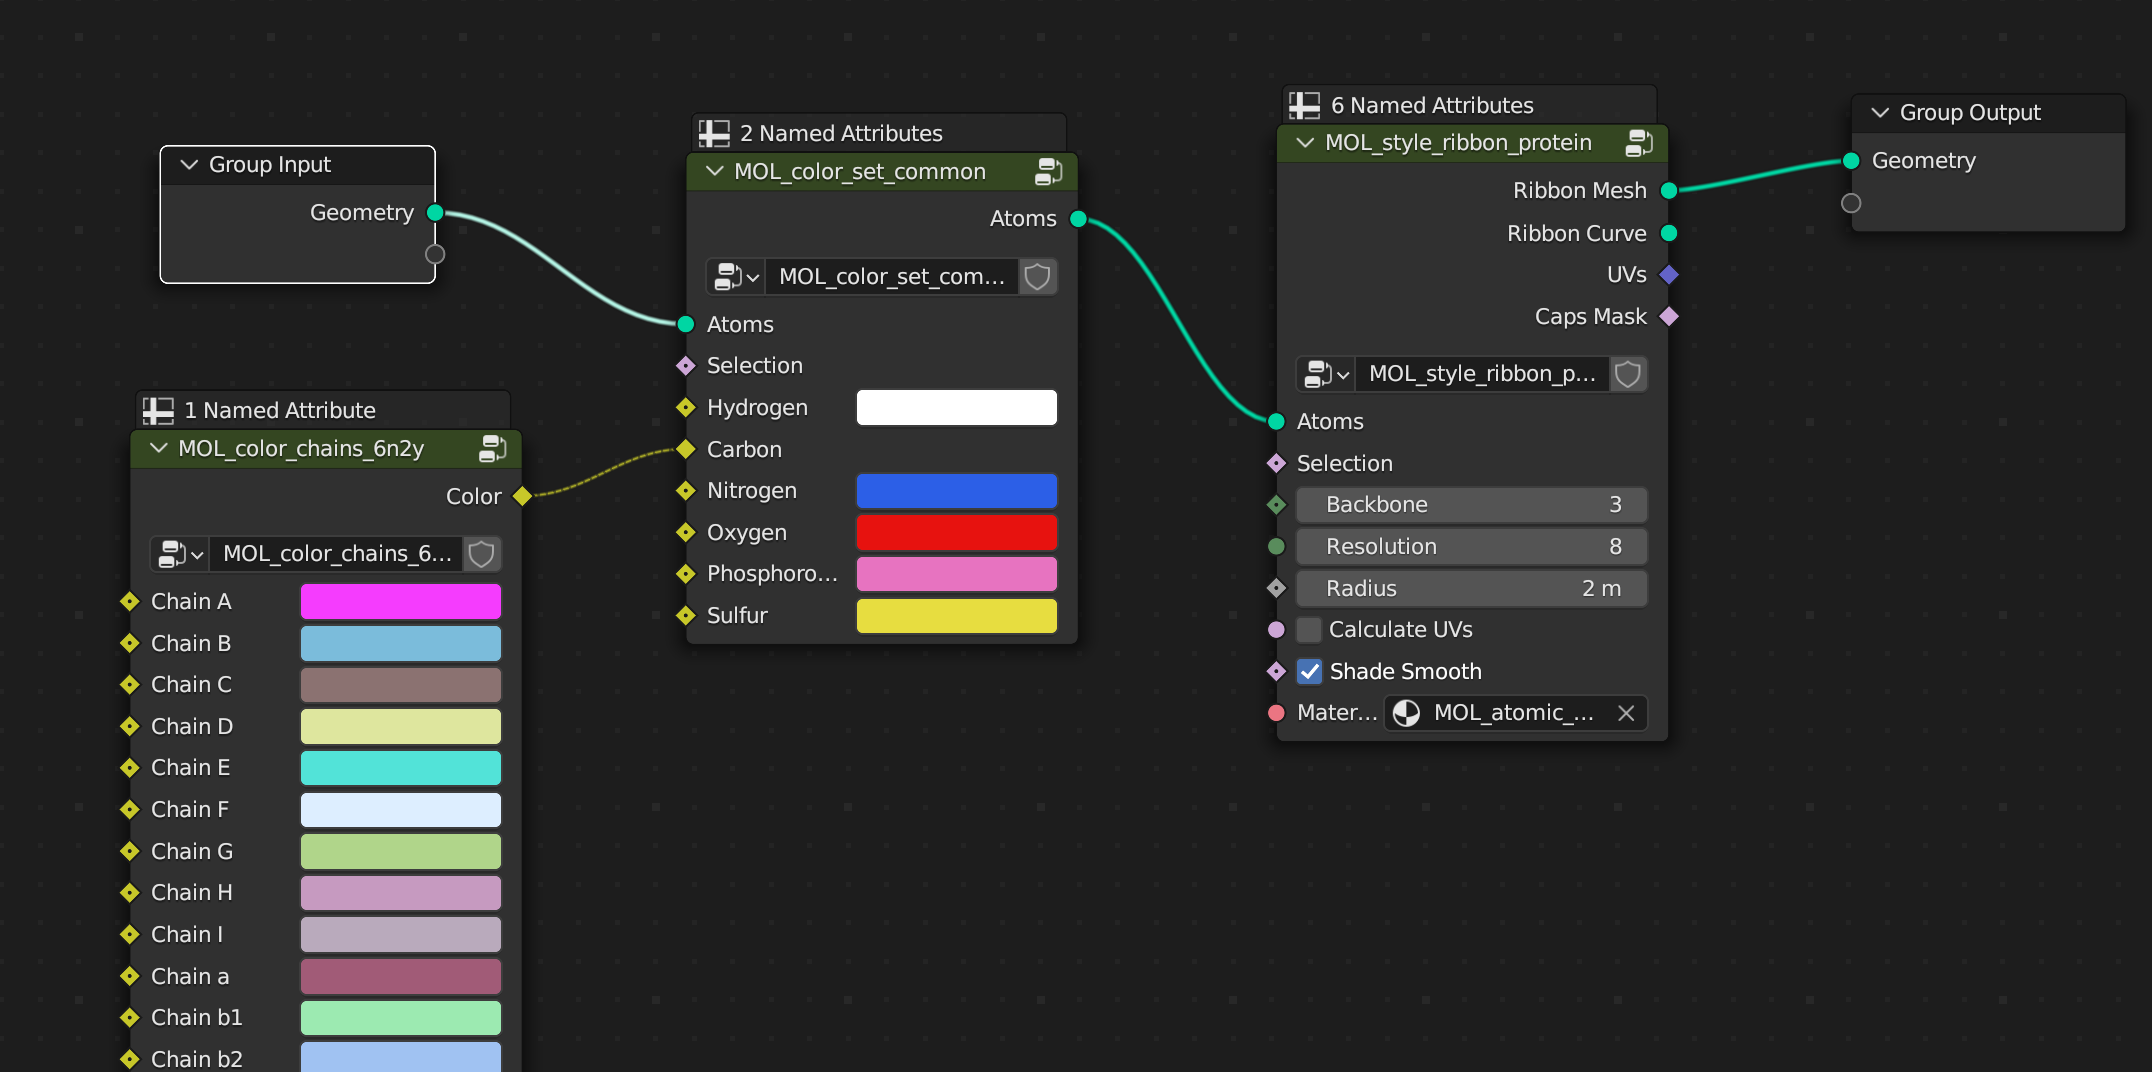 Group Input
Geometry
1 Named Attribute
MOL_color_chains_6n2y
Color
MOL_color_chains_6...
Chain A
Chain B
Chain C
Chain D
Chain E
Chain F
Chain G
Chain H
Chain I
Chain a
Chain b1
Chain b2
2 Named Attributes
MOL_color_set_common
Atoms
MOL_color_set_com...
Atoms
Selection
Hydrogen
Carbon
Nitrogen
Oxygen
Phosphoro...
Sulfur
6 Named Attributes
MOL_style_ribbon_protein
Ribbon Mesh
Ribbon Curve
UVs
Caps Mask
MOL_style_ribbon_p...
Atoms
Selection
Backbone 3
Resolution 8
Radius 2 m
Calculate UVs
Shade Smooth
Mater... MOL_atomic_...
Group Output
Geometry